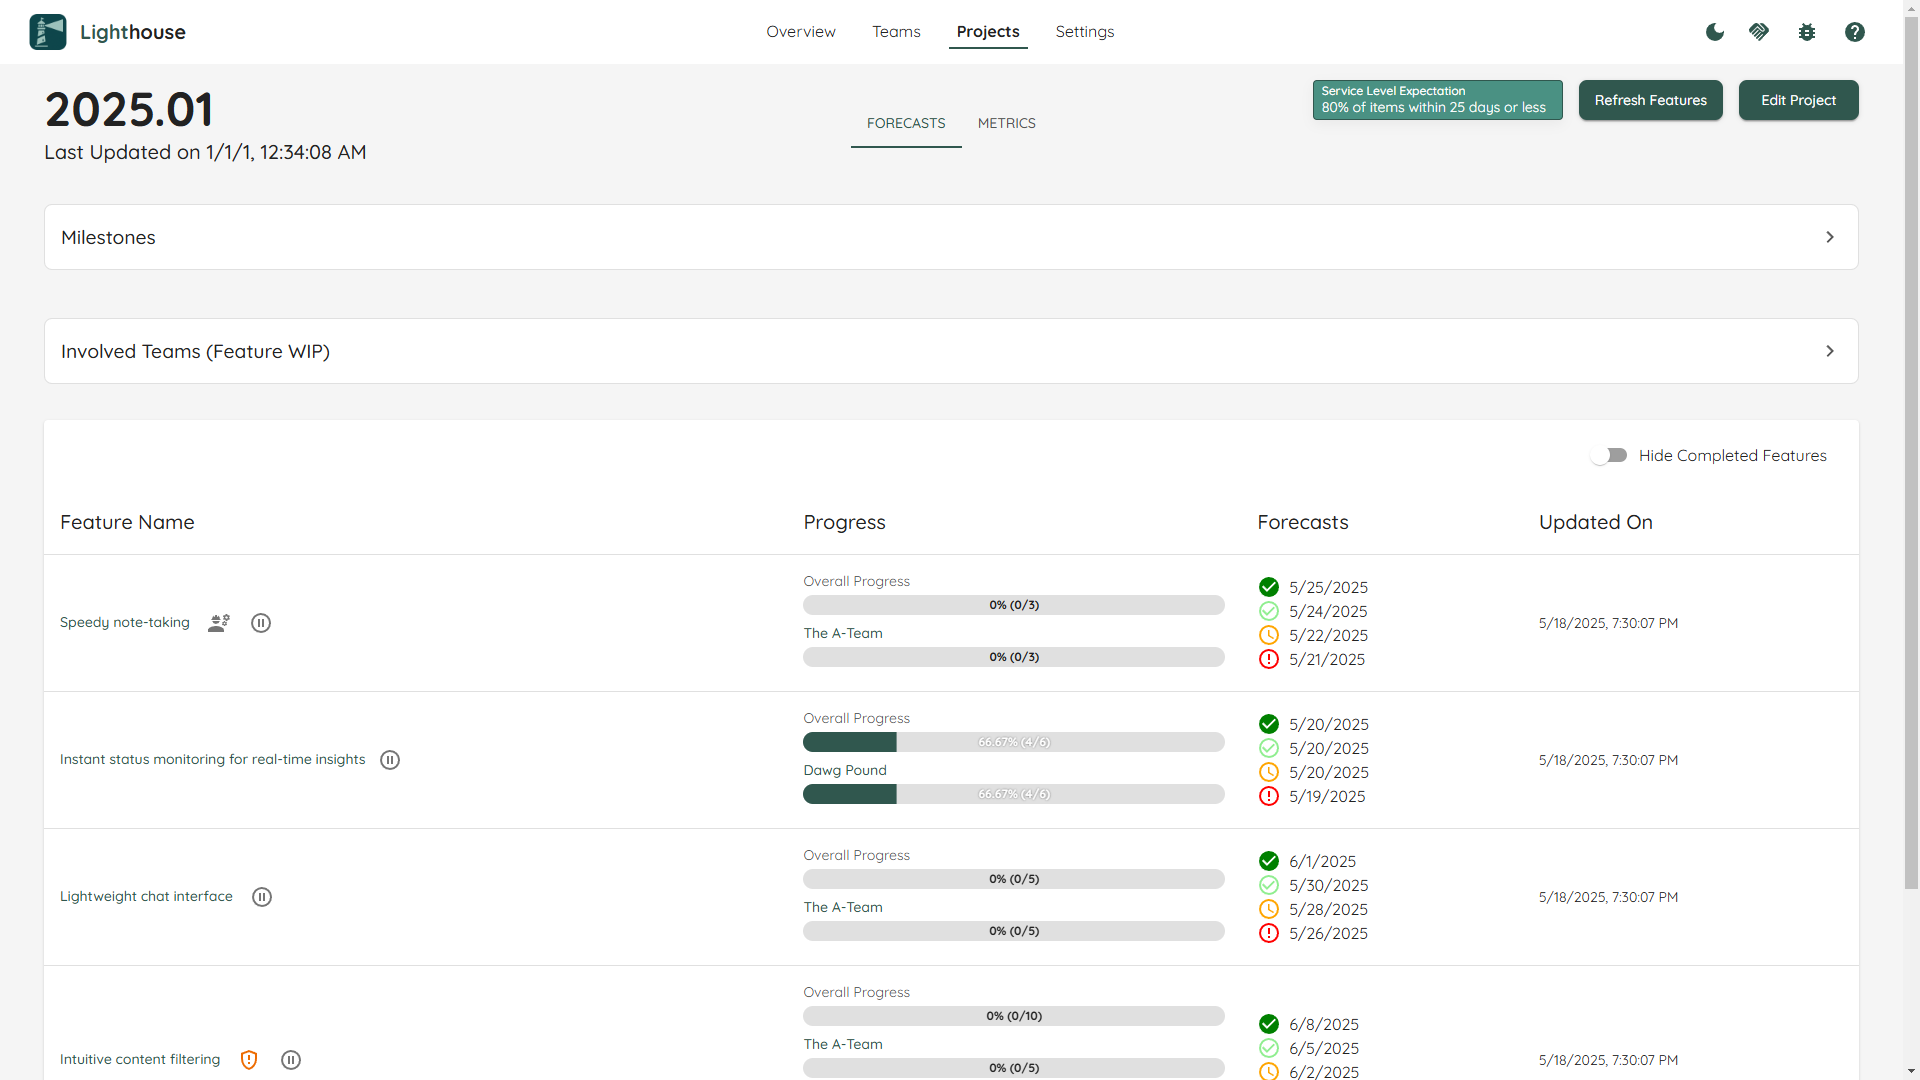 Lighthouse
Overview
Teams
Projects
Settings
2025.01
Last Updated on 1/1/1, 12:34:08 AM
FORECASTS
METRICS
Service Level Expectation
80% of items within 25 days or less
Refresh Features
Edit Project
Milestones
Involved Teams (Feature WIP)
Hide Completed Features
Feature Name
Progress
Forecasts
Updated On
Speedy note-taking
Overall Progress
0% (0/3)
The A-Team
0% (0/3)
5/25/2025
5/24/2025
5/22/2025
5/21/2025
5/18/2025, 7:30:07 PM
Instant status monitoring for real-time insights
Overall Progress
66.67% (4/6)
Dawg Pound
66.67% (4/6)
5/20/2025
5/20/2025
5/20/2025
5/19/2025
5/18/2025, 7:30:07 PM
Lightweight chat interface
Overall Progress
0% (0/5)
The A-Team
0% (0/5)
6/1/2025
5/30/2025
5/28/2025
5/26/2025
5/18/2025, 7:30:07 PM
Intuitive content filtering
Overall Progress
0% (0/10)
The A-Team
0% (0/5)
6/8/2025
6/5/2025
6/2/2025
5/18/2025, 7:30:07 PM